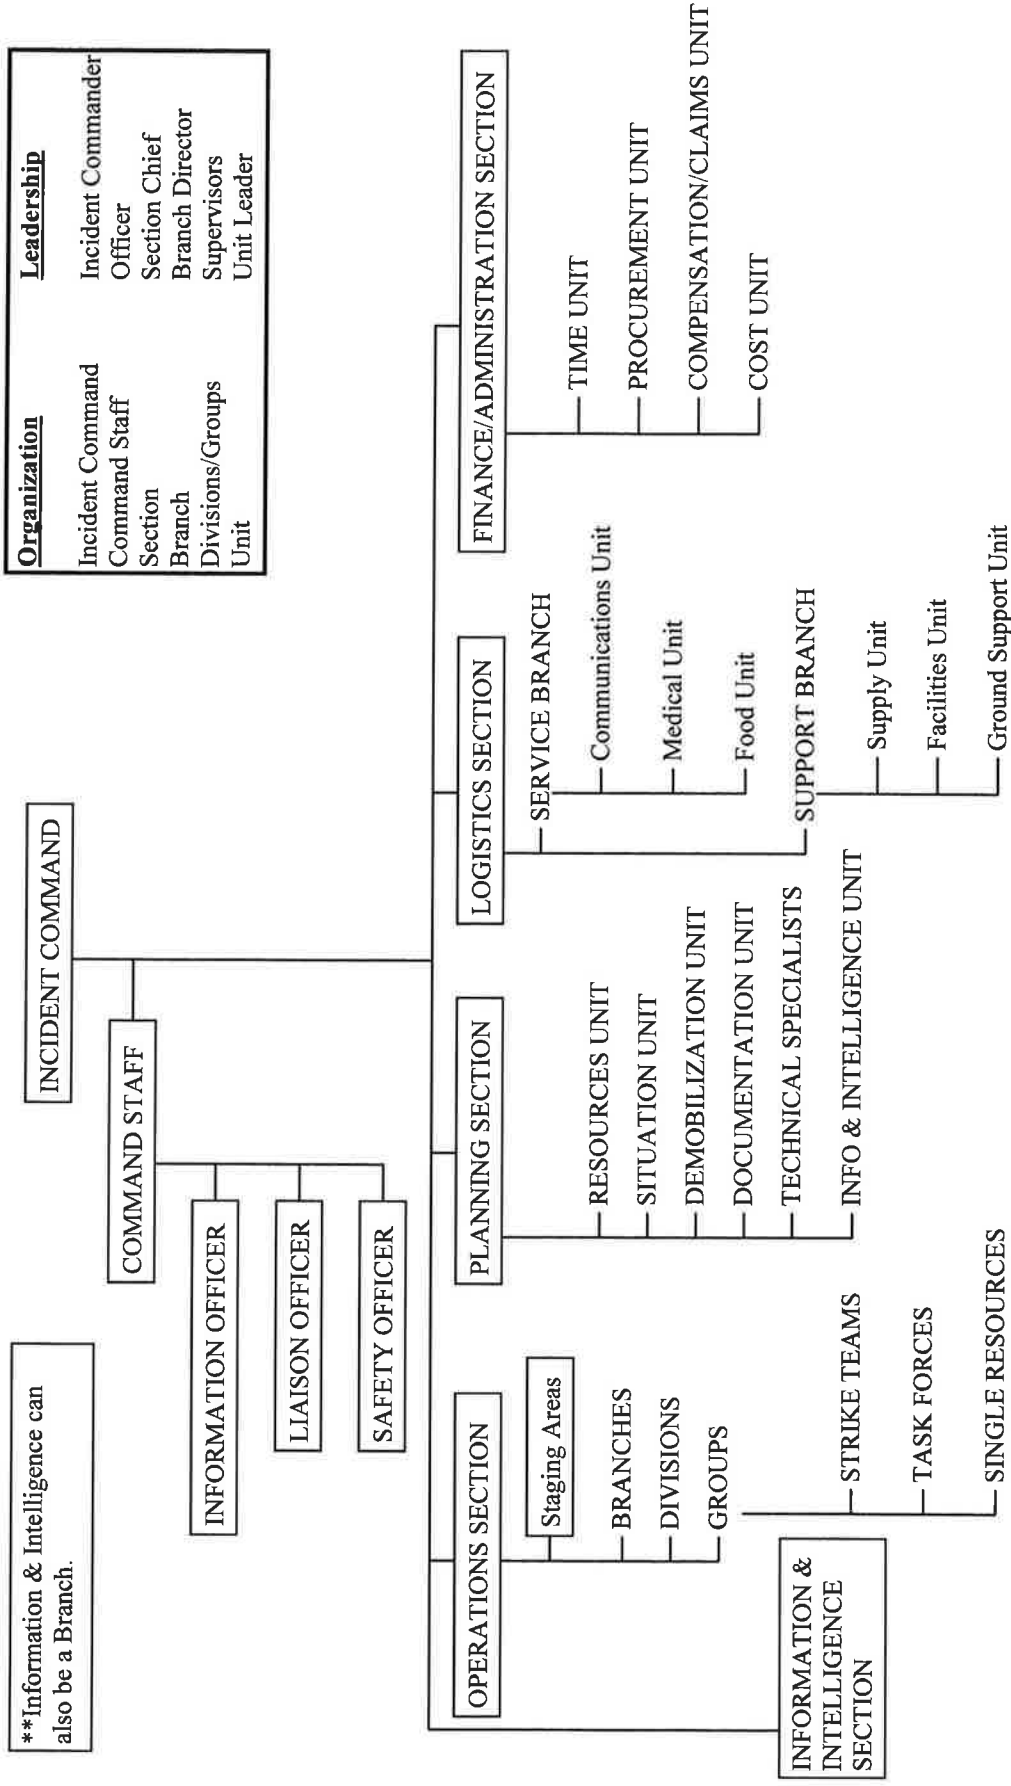 **Information & Intelligence can
also be a Branch.
INCIDENT COMMAND
Organization Leadership
Incident Command Incident Commander
Command Staff Officer
Section Section Chief
Branch Branch Director
Divisions/Groups Supervisors
Unit Unit Leader
COMMAND STAFF
INFORMATION OFFICER
LIAISON OFFICER
SAFETY OFFICER
OPERATIONS SECTION
Staging Areas
BRANCHES
DIVISIONS
GROUPS
STRIKE TEAMS
TASK FORCES
SINGLE RESOURCES
INFORMATION &
INTELLIGENCE
SECTION
PLANNING SECTION
RESOURCES UNIT
SITUATION UNIT
DEMOBILIZATION UNIT
DOCUMENTATION UNIT
TECHNICAL SPECIALISTS
INFO & INTELLIGENCE UNIT
LOGISTICS SECTION
SERVICE BRANCH
Communications Unit
Medical Unit
Food Unit
SUPPORT BRANCH
Supply Unit
Facilities Unit
Ground Support Unit
FINANCE/ADMINISTRATION SECTION
TIME UNIT
PROCUREMENT UNIT
COMPENSATION/CLAIMS UNIT
COST UNIT